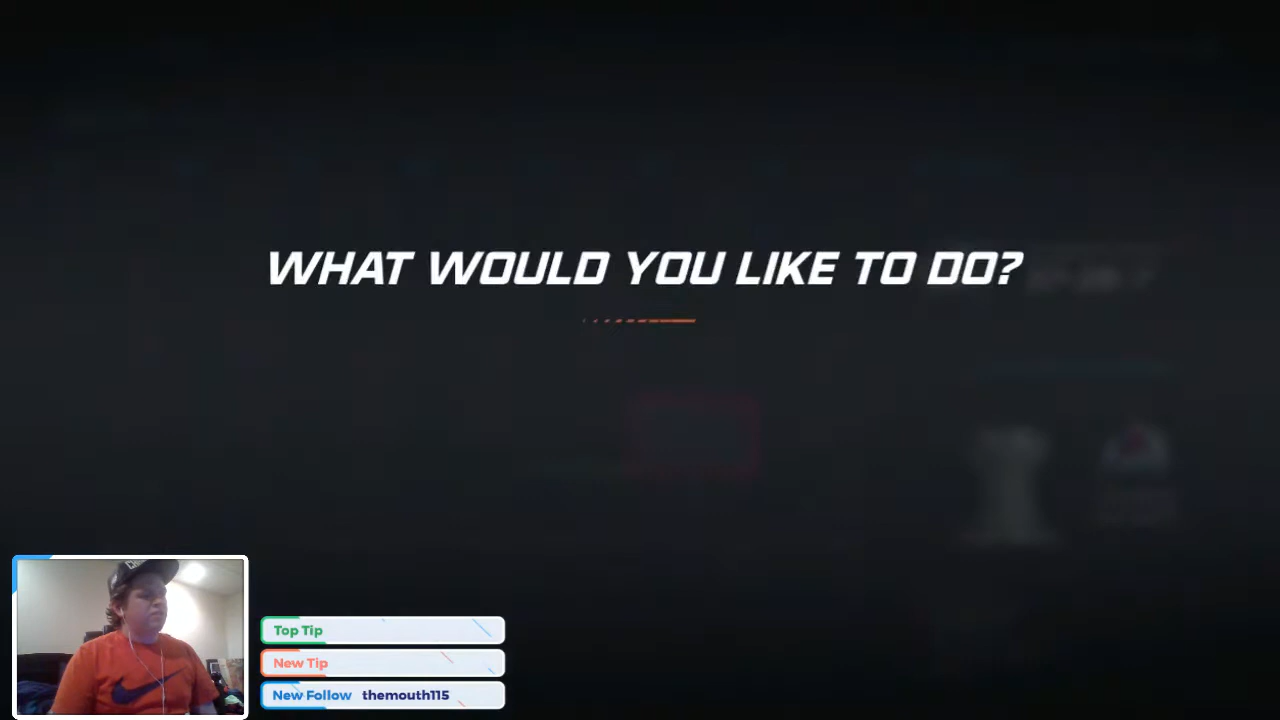 WHAT WOULD YOU LIKE TO DO?
Top Tip
New Tip
New Follow themouth115